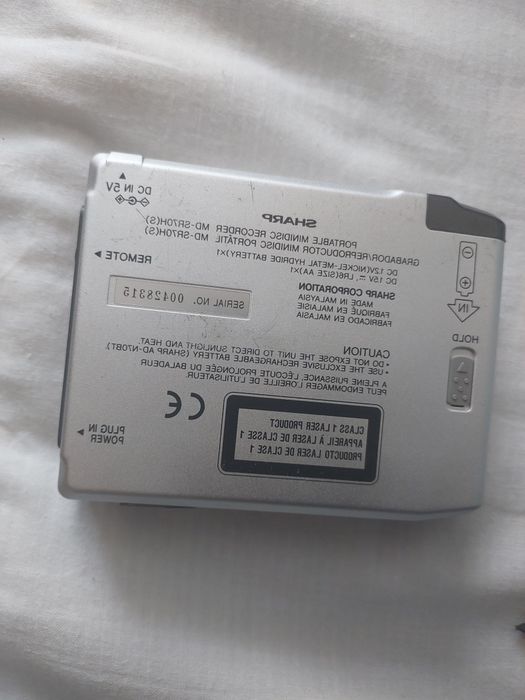 SHARP
PORTABLE MINIDISC RECORDER MD-SR70H(S)
GRABADOR/REPRODUCTOR MINIDISC PORTÁTIL MD-SR70H(S)
DC 1.2V(NICKEL-METAL HYDRIDE BATTERY)×1
DC 1.5V ⎓ LR6(SIZE AA)×1
SHARP CORPORATION
MADE IN MALAYSIA
FABRIQUÉ EN MALAISIE
FABRICADO EN MALASIA
SERIAL NO. 00428315
CAUTION
• DO NOT EXPOSE THE UNIT TO DIRECT SUNLIGHT AND HEAT.
• USE THE EXCLUSIVE RECHARGEABLE BATTERY (SHARP AD-N70BT)
A PLEINE PUISSANCE, L'ÉCOUTE PROLONGÉE DU BALADEUR
PEUT ENDOMMAGER L'OREILLE DE L'UTILISATEUR.
CLASS 1 LASER PRODUCT
APPAREIL À LASER DE CLASSE 1
PRODUCTO LASER DE CLASE 1
CE
DC IN 5V
REMOTE
PLUG IN
POWER
IN
HOLD